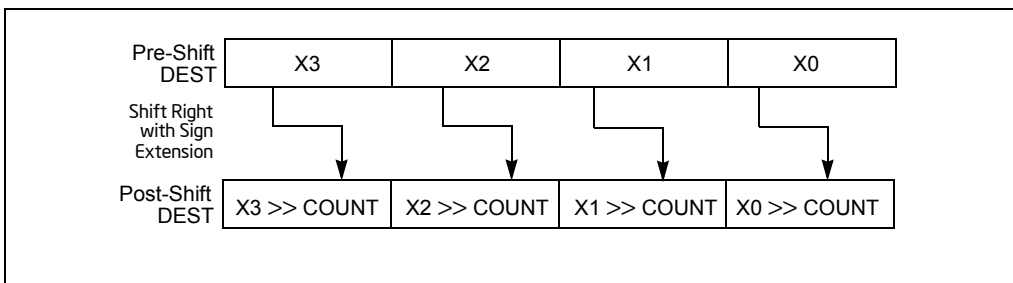 Pre-Shift
DEST
X3
X2
X1
X0
Shift Right
with Sign
Extension
Post-Shift
DEST
X3 >> COUNT
X2 >> COUNT
X1 >> COUNT
X0 >> COUNT